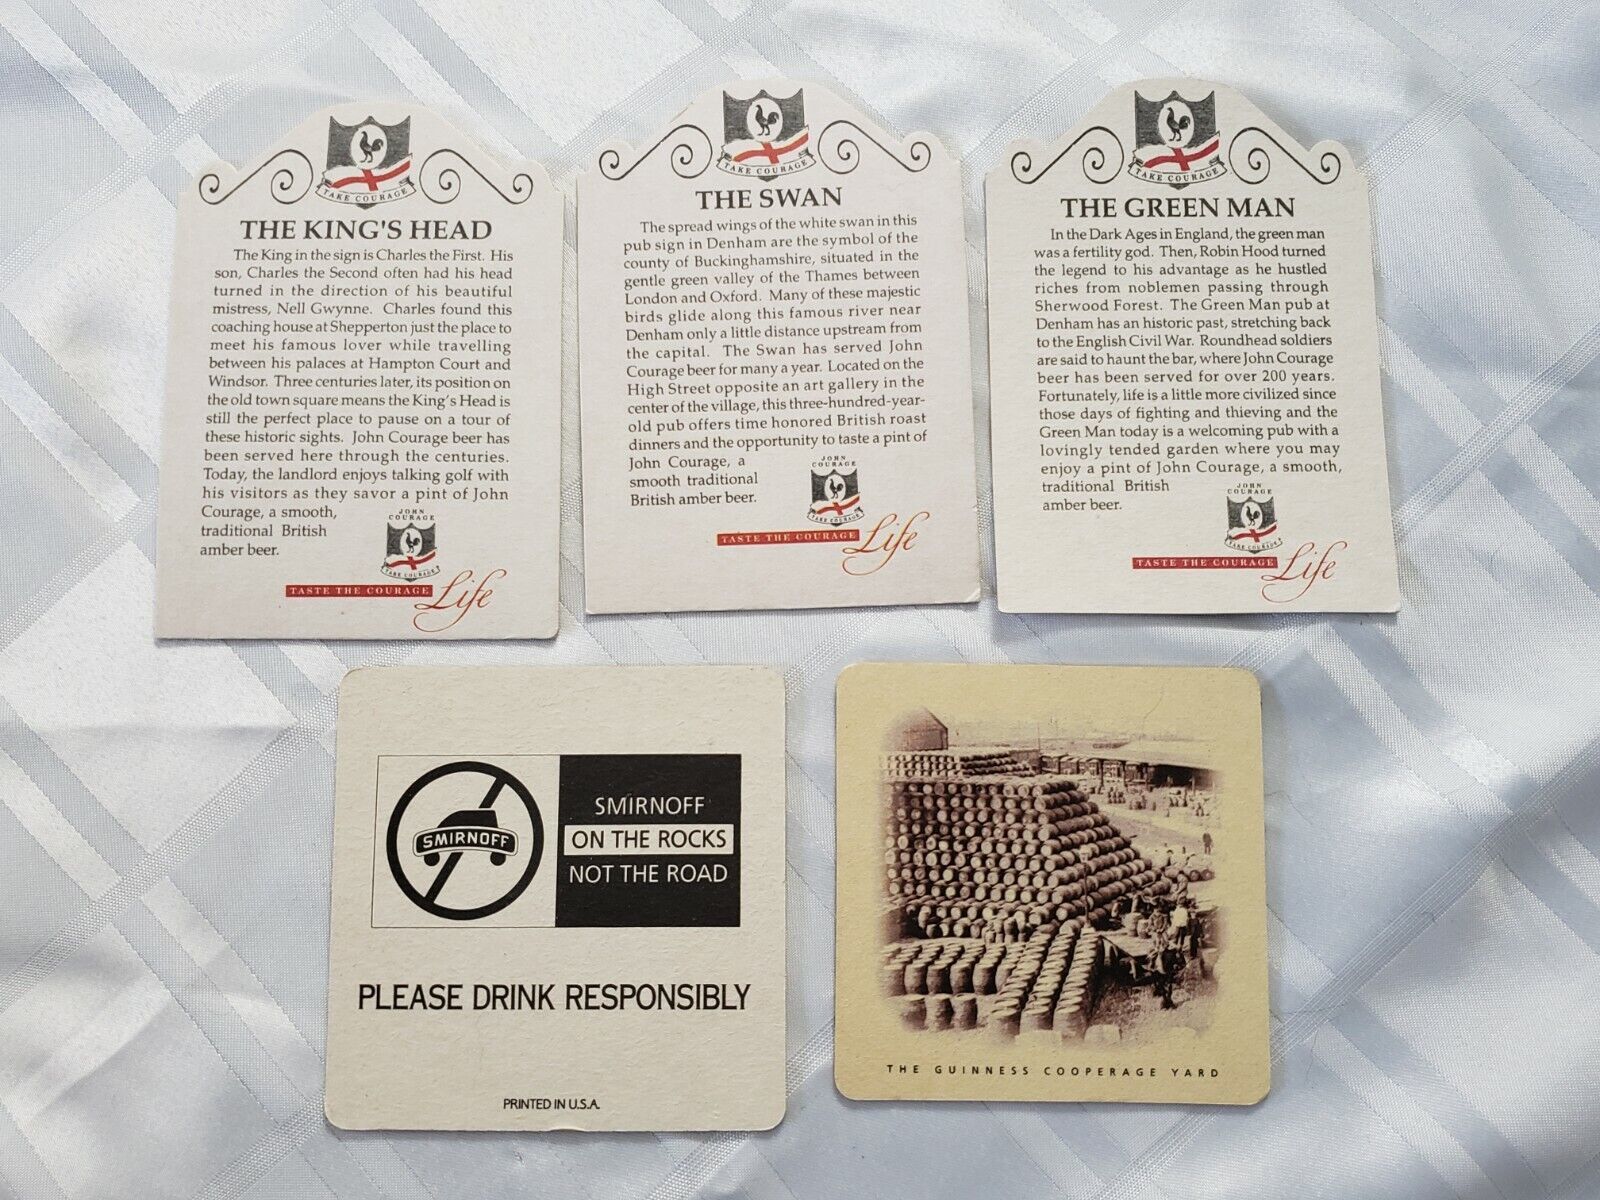 TAKE COURAGE
THE KING'S HEAD
The King in the sign is Charles the First. His
son, Charles the Second often had his head
turned in the direction of his beautiful
mistress, Nell Gwynne. Charles found this
coaching house at Shepperton just the place to
meet his famous lover while travelling
between his palaces at Hampton Court and
Windsor. Three centuries later, its position on
the old town square means the King's Head is
still the perfect place to pause on a tour of
these historic sights. John Courage beer has
been served here through the centuries.
Today, the landlord enjoys talking golf with
his visitors as they savor a pint of John
Courage, a smooth,
traditional British
amber beer.
JOHN
COURAGE
TAKE COURAGE
TASTE THE COURAGE Life
TAKE COURAGE
THE SWAN
The spread wings of the white swan in this
pub sign in Denham are the symbol of the
county of Buckinghamshire, situated in the
gentle green valley of the Thames between
London and Oxford. Many of these majestic
birds glide along this famous river near
Denham only a little distance upstream from
the capital. The Swan has served John
Courage beer for many a year. Located on the
High Street opposite an art gallery in the
center of the village, this three-hundred-year-
old pub offers time honored British roast
dinners and the opportunity to taste a pint of
John Courage, a
smooth traditional
British amber beer.
JOHN
COURAGE
TAKE COURAGE
TASTE THE COURAGE Life
TAKE COURAGE
THE GREEN MAN
In the Dark Ages in England, the green man
was a fertility god. Then, Robin Hood turned
the legend to his advantage as he hustled
riches from noblemen passing through
Sherwood Forest. The Green Man pub at
Denham has an historic past, stretching back
to the English Civil War. Roundhead soldiers
are said to haunt the bar, where John Courage
beer has been served for over 200 years.
Fortunately, life is a little more civilized since
those days of fighting and thieving and the
Green Man today is a welcoming pub with a
lovingly tended garden where you may
enjoy a pint of John Courage, a smooth,
traditional British
amber beer.
JOHN
COURAGE
TAKE COURAGE
TASTE THE COURAGE Life
SMIRNOFF
SMIRNOFF
ON THE ROCKS
NOT THE ROAD
PLEASE DRINK RESPONSIBLY
PRINTED IN U.S.A.
THE GUINNESS COOPERAGE YARD